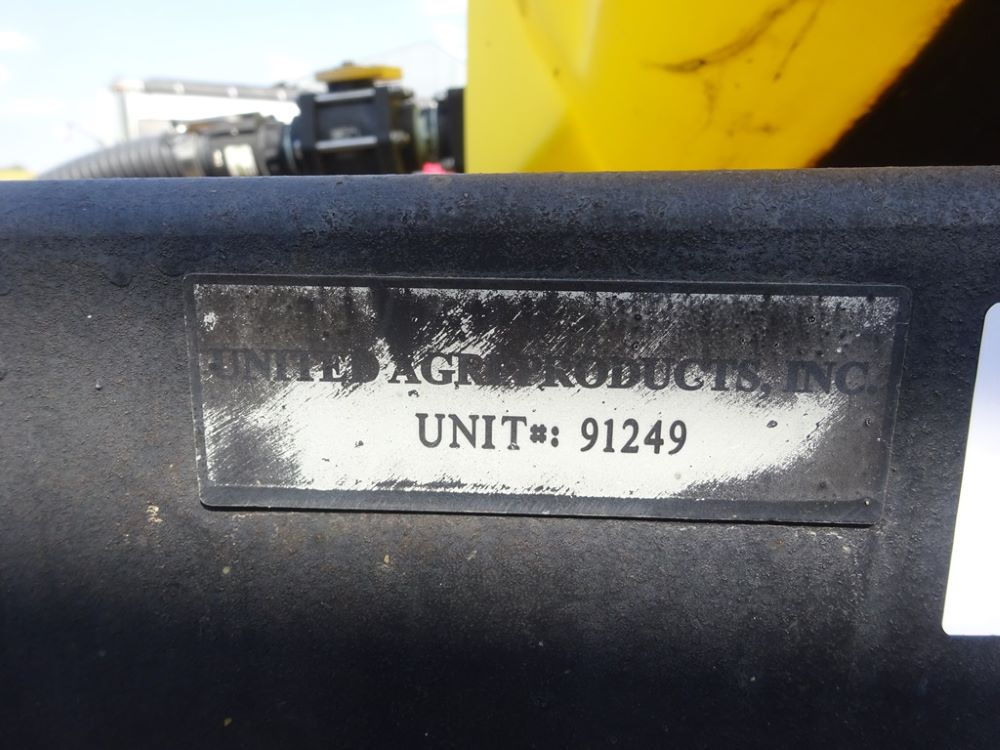 UNITED AGRI PRODUCTS, INC.
UNIT#: 91249